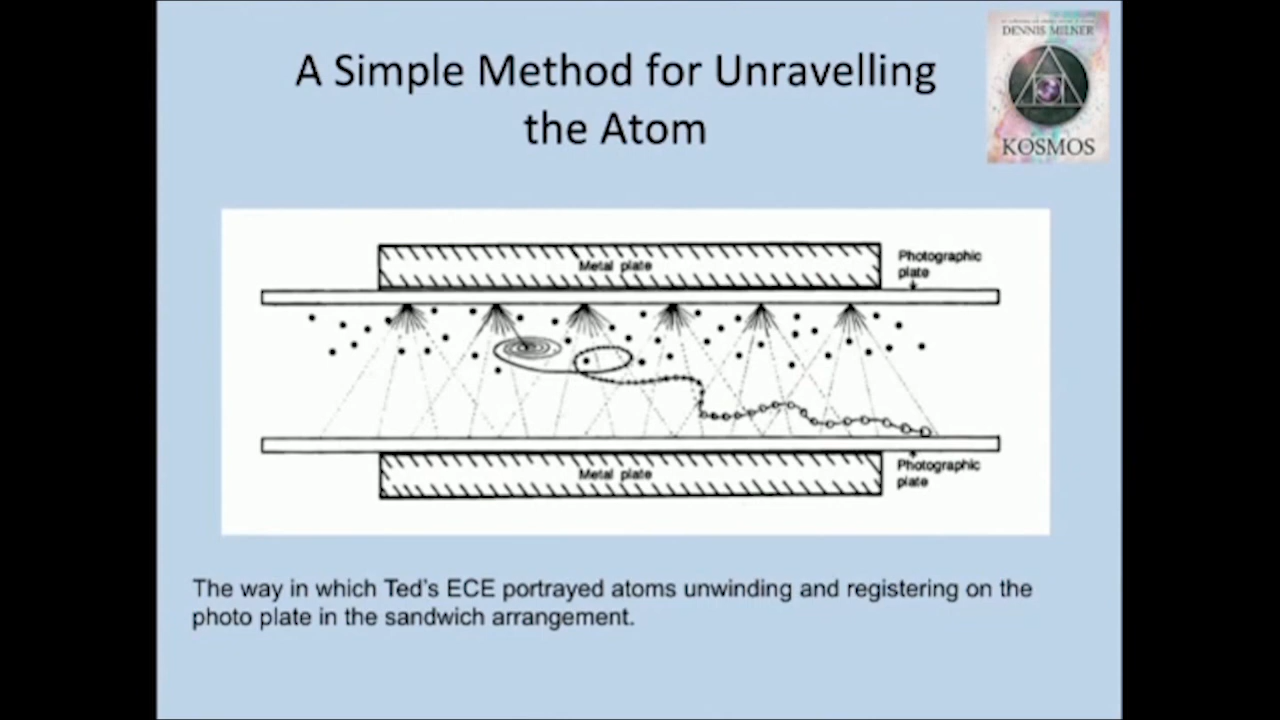 A Simple Method for Unravelling
the Atom
DENNIS MILNER
KOSMOS
Metal plate
Photographic
plate
Metal plate
Photographic
plate
The way in which Ted's ECE portrayed atoms unwinding and registering on the
photo plate in the sandwich arrangement.